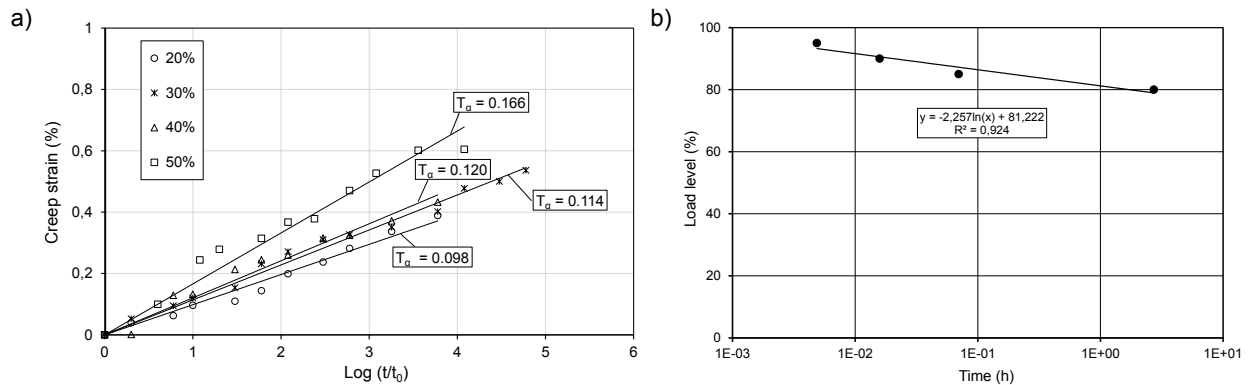 a)
1
0,8
0,6
0,4
0,2
0
Creep strain (%)
20%
30%
40%
50%
Tα = 0.166
Tα = 0.120
Tα = 0.114
Tα = 0.098
0 1 2 3 4 5 6
Log (t/t0)
b)
100
80
60
40
20
0
Load level (%)
y = -2,257ln(x) + 81,222
R² = 0,924
1E-03 1E-02 1E-01 1E+00 1E+01
Time (h)